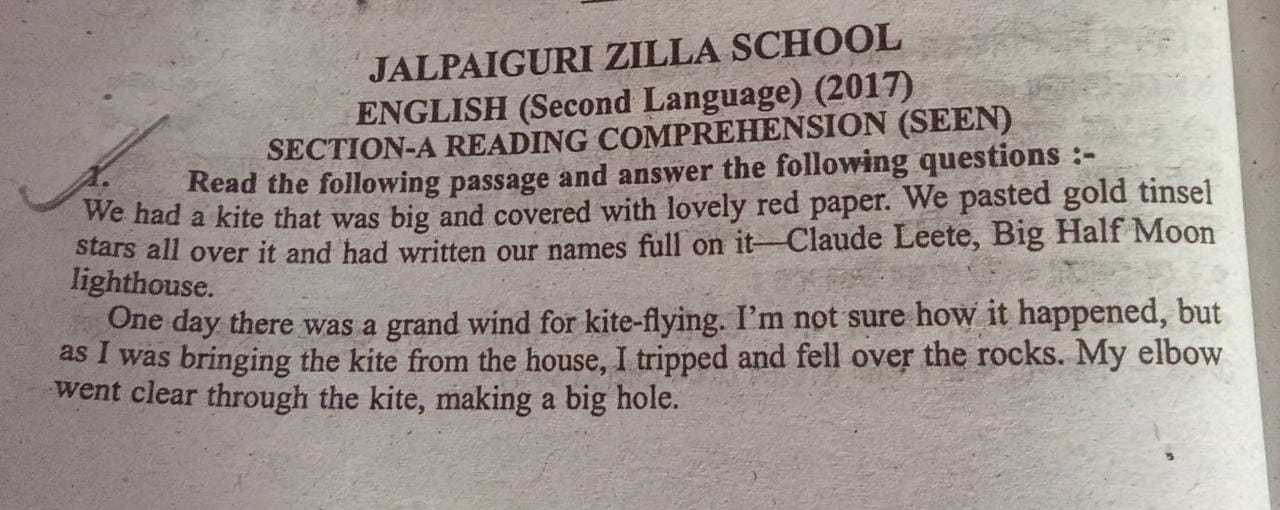 JALPAIGURI ZILLA SCHOOL
ENGLISH (Second Language) (2017)
SECTION-A READING COMPREHENSION (SEEN)
1. Read the following passage and answer the following questions :-
We had a kite that was big and covered with lovely red paper. We pasted gold tinsel
stars all over it and had written our names full on it—Claude Leete, Big Half Moon
lighthouse.
One day there was a grand wind for kite-flying. I'm not sure how it happened, but
as I was bringing the kite from the house, I tripped and fell over the rocks. My elbow
went clear through the kite, making a big hole.